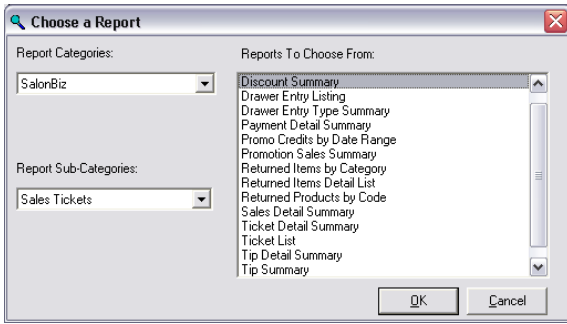 Choose a Report
Report Categories:
SalonBiz
Report Sub-Categories:
Sales Tickets
Reports To Choose From:
Discount Summary
Drawer Entry Listing
Drawer Entry Type Summary
Payment Detail Summary
Promo Credits by Date Range
Promotion Sales Summary
Returned Items by Category
Returned Items Detail List
Returned Products by Code
Sales Detail Summary
Ticket Detail Summary
Ticket List
Tip Detail Summary
Tip Summary
OK
Cancel